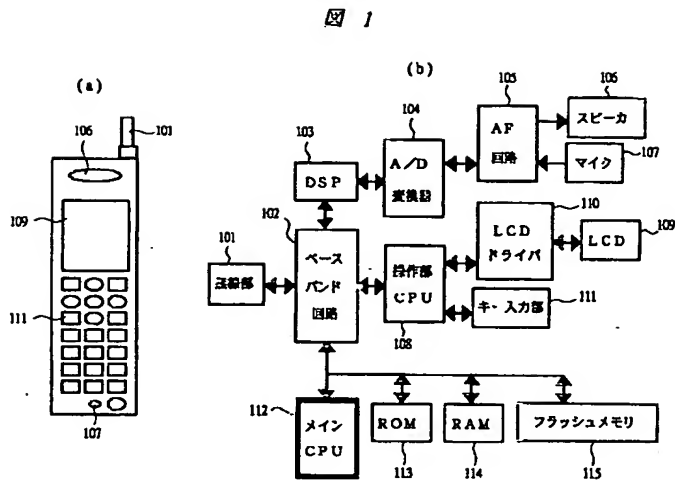 図 1
(a)
106
101
109
111
107
(b)
101
無線部
102
ベース
バンド
回路
103
DSP
104
A/D
変換器
105
AF
回路
106
スピーカ
107
マイク
108
操作部
CPU
110
LCD
ドライバ
109
LCD
111
キー入力部
112
メイン
CPU
ROM
113
RAM
114
フラッシュメモリ
115